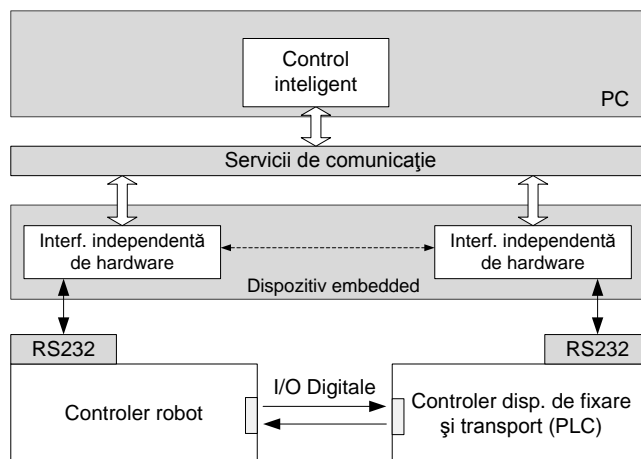 Control
inteligent
PC
Servicii de comunicaţie
Interf. independentă
de hardware
Interf. independentă
de hardware
Dispozitiv embedded
RS232
RS232
I/O Digitale
Controler robot
Controler disp. de fixare
şi transport (PLC)